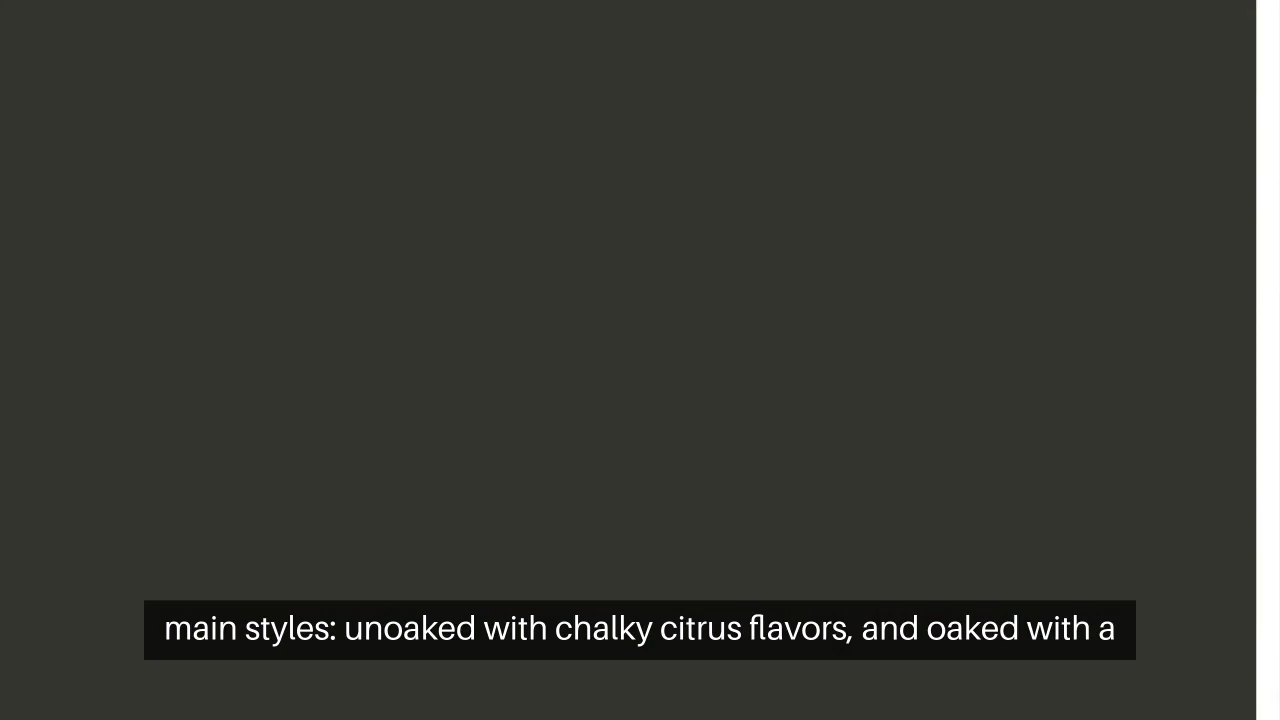 main styles: unoaked with chalky citrus flavors, and oaked with a